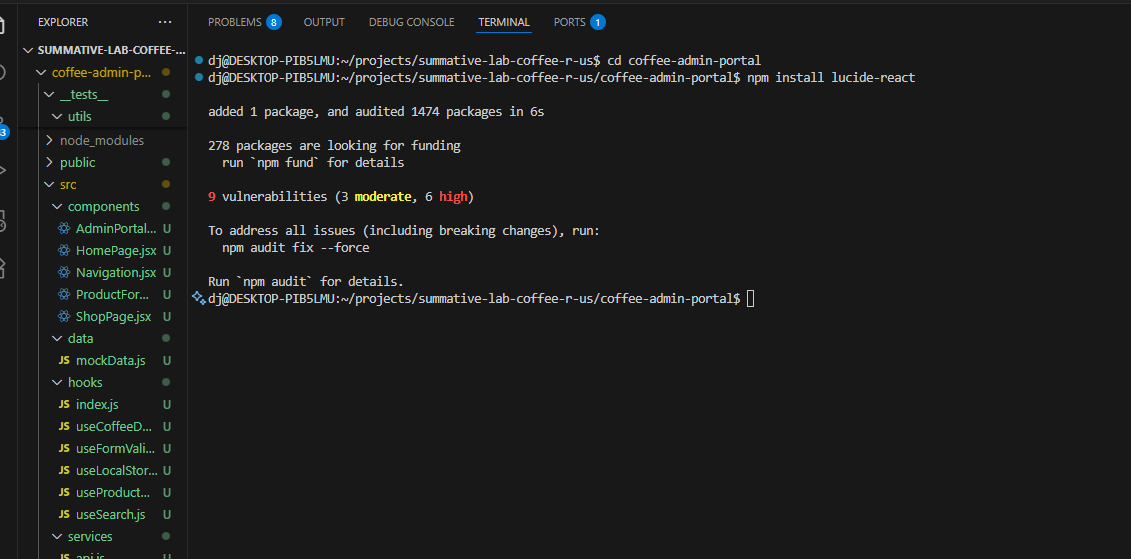 EXPLORER ...
PROBLEMS 8 OUTPUT DEBUG CONSOLE TERMINAL PORTS 1
SUMMATIVE-LAB-COFFEE-...
coffee-admin-p...
__tests__
utils
node_modules
public
src
components
AdminPortal... U
HomePage.jsx U
Navigation.jsx U
ProductFor... U
ShopPage.jsx U
data
JS mockData.js U
hooks
JS index.js U
JS useCoffeeD... U
JS useFormVali... U
JS useLocalStor... U
JS useProduct... U
JS useSearch.js U
services
JS api.js U
3
dj@DESKTOP-PIB5LMU:~/projects/summative-lab-coffee-r-us$ cd coffee-admin-portal
dj@DESKTOP-PIB5LMU:~/projects/summative-lab-coffee-r-us/coffee-admin-portal$ npm install lucide-react
added 1 package, and audited 1474 packages in 6s
278 packages are looking for funding
run `npm fund` for details
9 vulnerabilities (3 moderate, 6 high)
To address all issues (including breaking changes), run:
npm audit fix --force
Run `npm audit` for details.
dj@DESKTOP-PIB5LMU:~/projects/summative-lab-coffee-r-us/coffee-admin-portal$